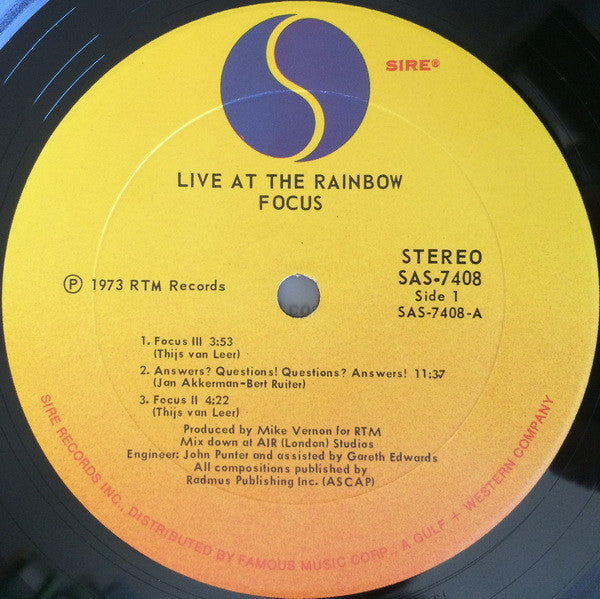 SIRE®
LIVE AT THE RAINBOW
FOCUS
℗ 1973 RTM Records
STEREO
SAS-7408
Side 1
SAS-7408-A
1. Focus III 3:53
(Thijs van Leer)
2. Answers? Questions! Questions? Answers! 11:37
(Jan Akkerman-Bert Ruiter)
3. Focus II 4:22
(Thijs van Leer)
Produced by Mike Vernon for RTM
Mix down at AIR (London) Studios
Engineer: John Punter and assisted by Gareth Edwards
All compositions published by
Radmus Publishing Inc. (ASCAP)
SIRE RECORDS INC., DISTRIBUTED BY FAMOUS MUSIC CORP., A GULF + WESTERN COMPANY